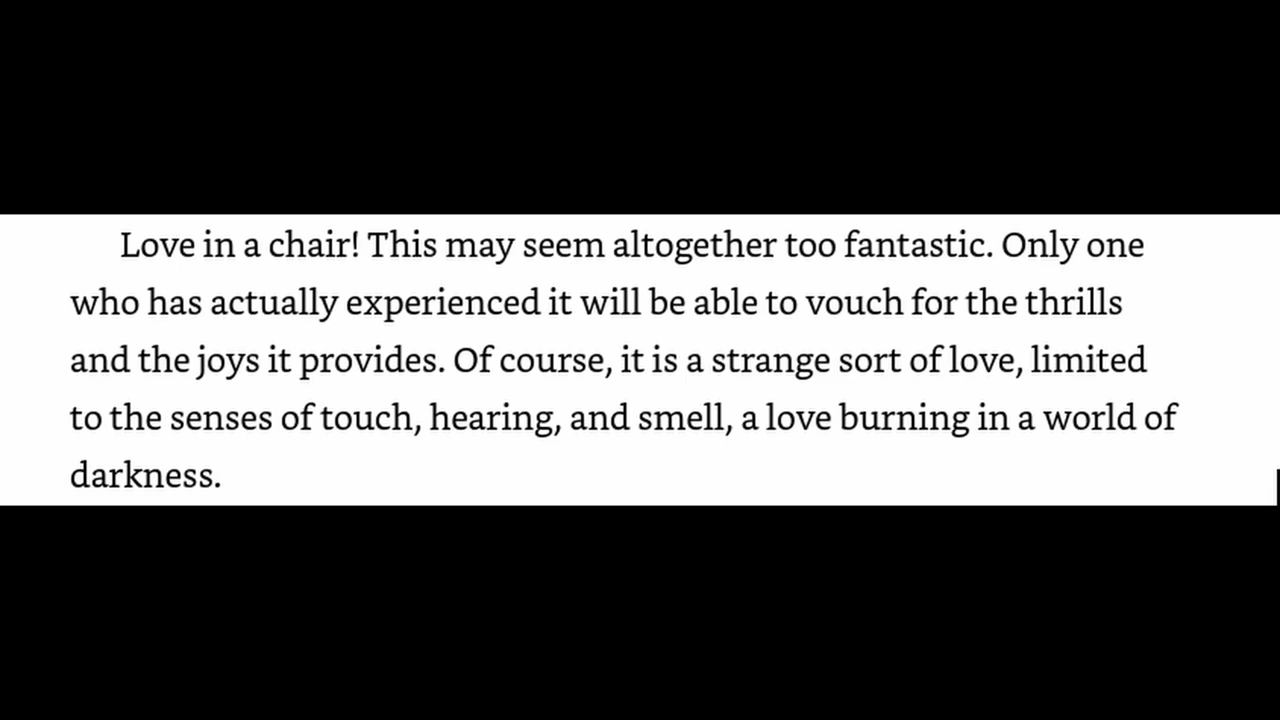 Love in a chair! This may seem altogether too fantastic. Only one
who has actually experienced it will be able to vouch for the thrills
and the joys it provides. Of course, it is a strange sort of love, limited
to the senses of touch, hearing, and smell, a love burning in a world of
darkness.